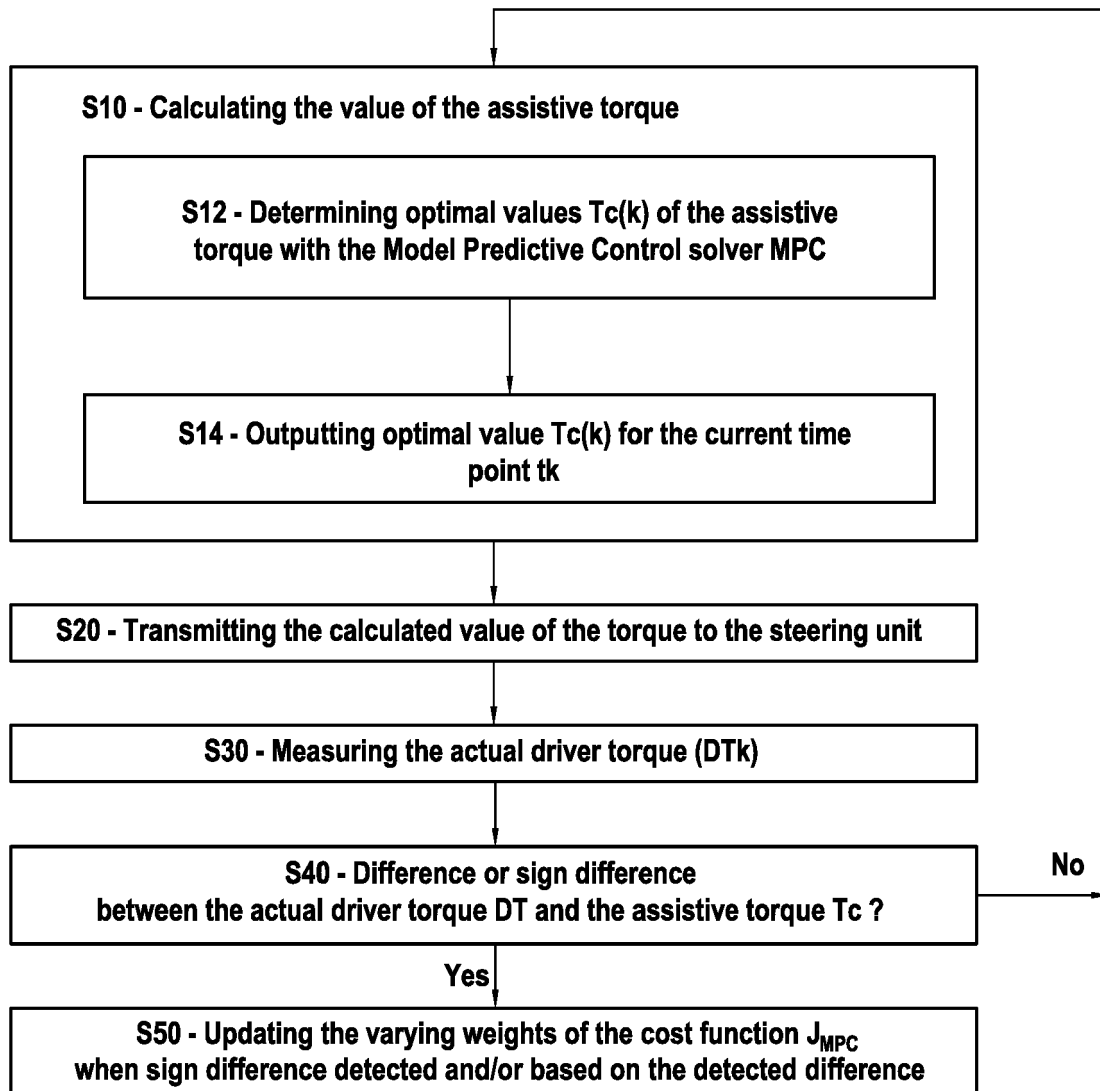 S10 - Calculating the value of the assistive torque
S12 - Determining optimal values Tc(k) of the assistive
torque with the Model Predictive Control solver MPC
S14 - Outputting optimal value Tc(k) for the current time
point tk
S20 - Transmitting the calculated value of the torque to the steering unit
S30 - Measuring the actual driver torque (DTk)
S40 - Difference or sign difference
between the actual driver torque DT and the assistive torque Tc ?
No
Yes
S50 - Updating the varying weights of the cost function J_MPC
when sign difference detected and/or based on the detected difference